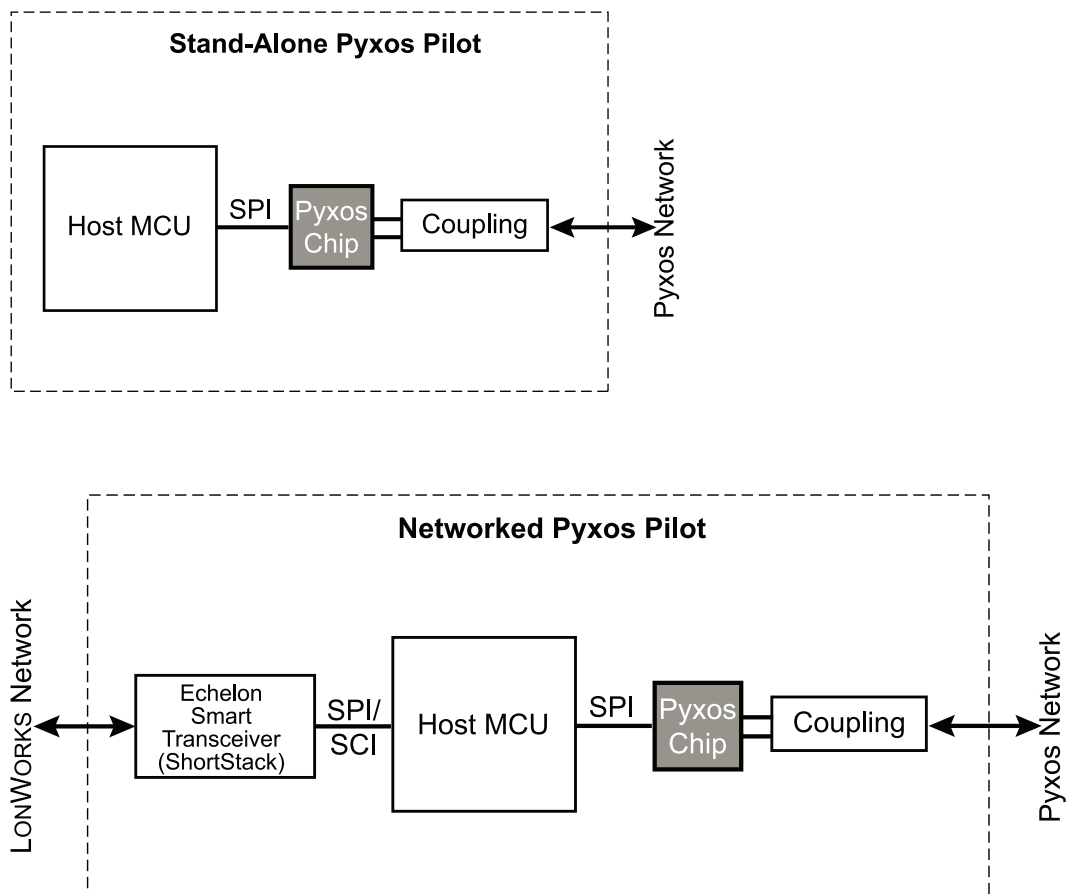 Stand-Alone Pyxos Pilot
Host MCU
SPI
Pyxos
Chip
Coupling
Pyxos Network
Networked Pyxos Pilot
LONWORKS Network
Echelon
Smart
Transceiver
(ShortStack)
SPI/
SCI
Host MCU
SPI
Pyxos
Chip
Coupling
Pyxos Network